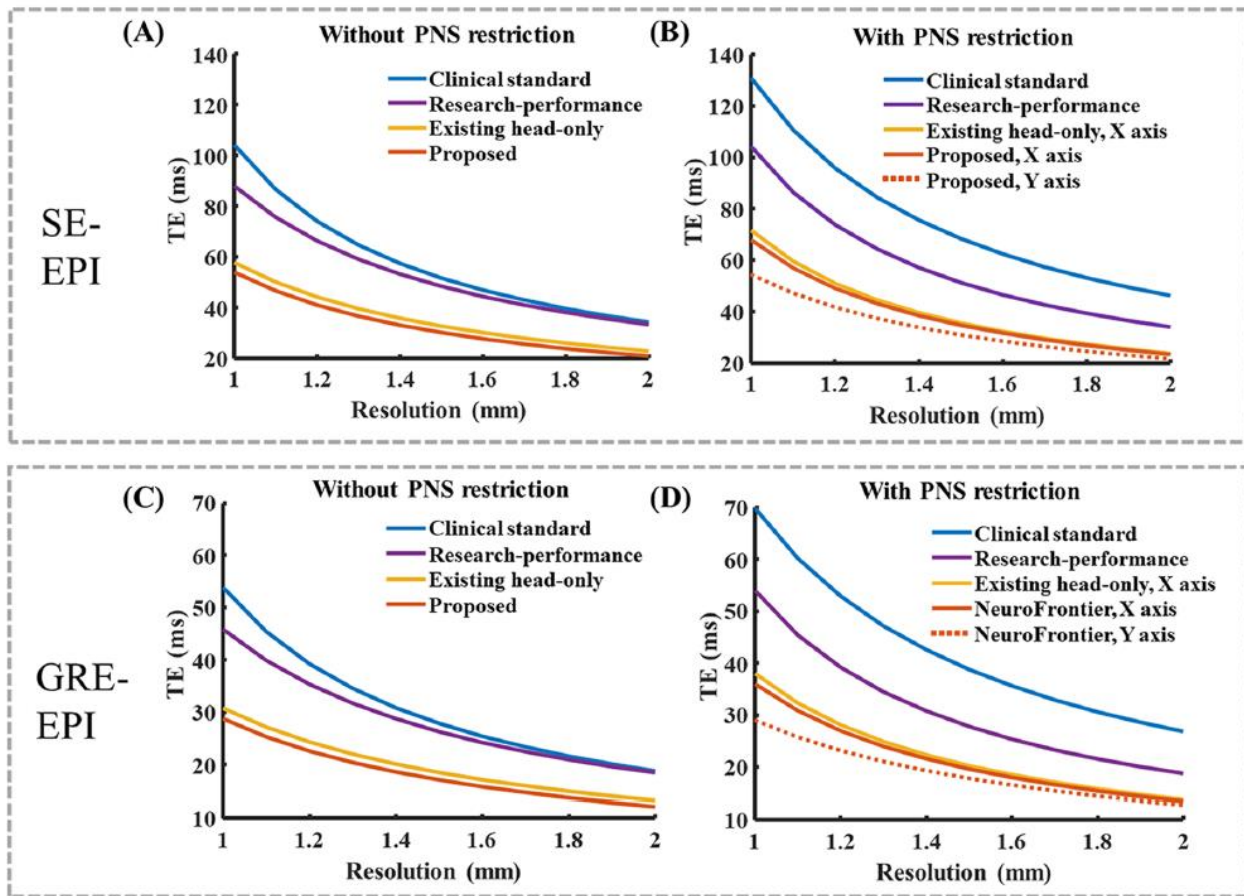 SE-
EPI
(A)
Without PNS restriction
Clinical standard
Research-performance
Existing head-only
Proposed
TE (ms)
140
120
100
80
60
40
20
1
1.2
1.4
1.6
1.8
2
Resolution (mm)
(B)
With PNS restriction
Clinical standard
Research-performance
Existing head-only, X axis
Proposed, X axis
Proposed, Y axis
TE (ms)
140
120
100
80
60
40
20
1
1.2
1.4
1.6
1.8
2
Resolution (mm)
GRE-
EPI
(C)
Without PNS restriction
Clinical standard
Research-performance
Existing head-only
Proposed
TE (ms)
70
60
50
40
30
20
10
1
1.2
1.4
1.6
1.8
2
Resolution (mm)
(D)
With PNS restriction
Clinical standard
Research-performance
Existing head-only, X axis
NeuroFrontier, X axis
NeuroFrontier, Y axis
TE (ms)
70
60
50
40
30
20
10
1
1.2
1.4
1.6
1.8
2
Resolution (mm)